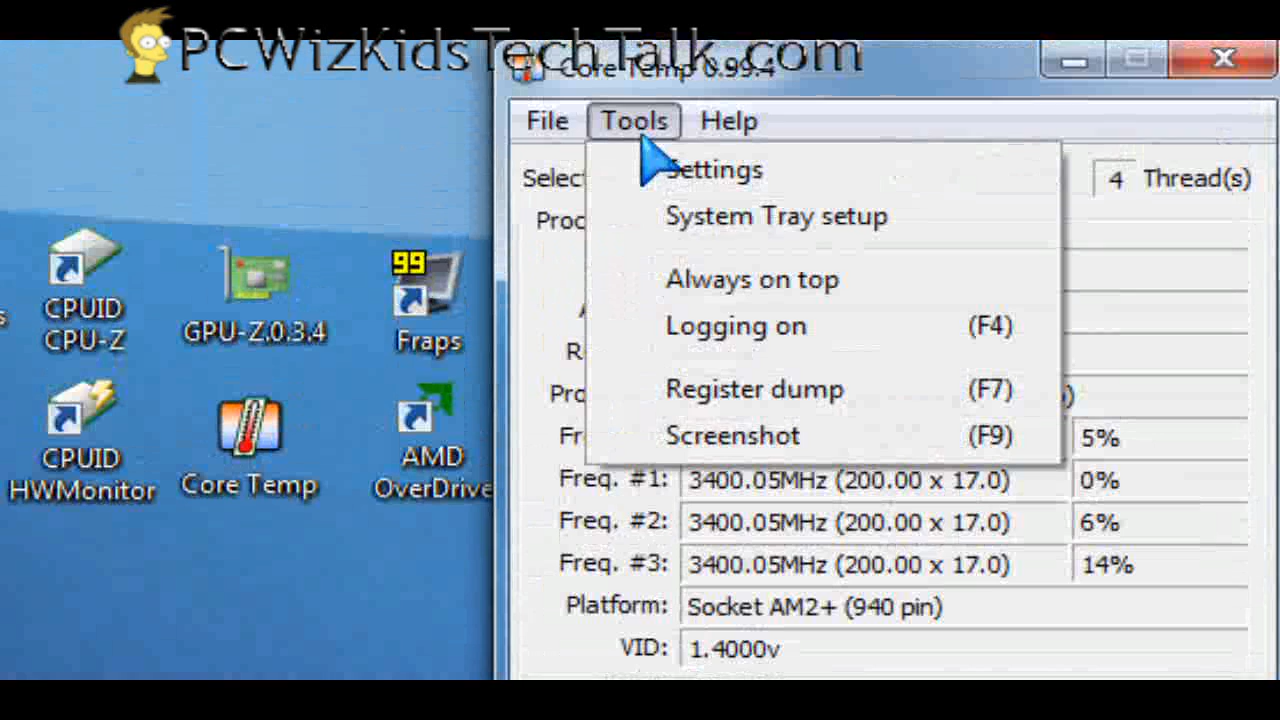 PCWizKidsTechTalk.com
Core Temp 0.99.4
File Tools Help
Settings
System Tray setup
Always on top
Logging on (F4)
Register dump (F7)
Screenshot (F9)
Selec
4 Thread(s)
Proc
A
R
Pro
)
Fr
5%
Freq. #1: 3400.05MHz (200.00 x 17.0) 0%
Freq. #2: 3400.05MHz (200.00 x 17.0) 6%
Freq. #3: 3400.05MHz (200.00 x 17.0) 14%
Platform: Socket AM2+ (940 pin)
VID: 1.4000v
s
CPUID
CPU-Z
GPU-Z.0.3.4
99
Fraps
CPUID
HWMonitor
Core Temp
AMD
OverDrive